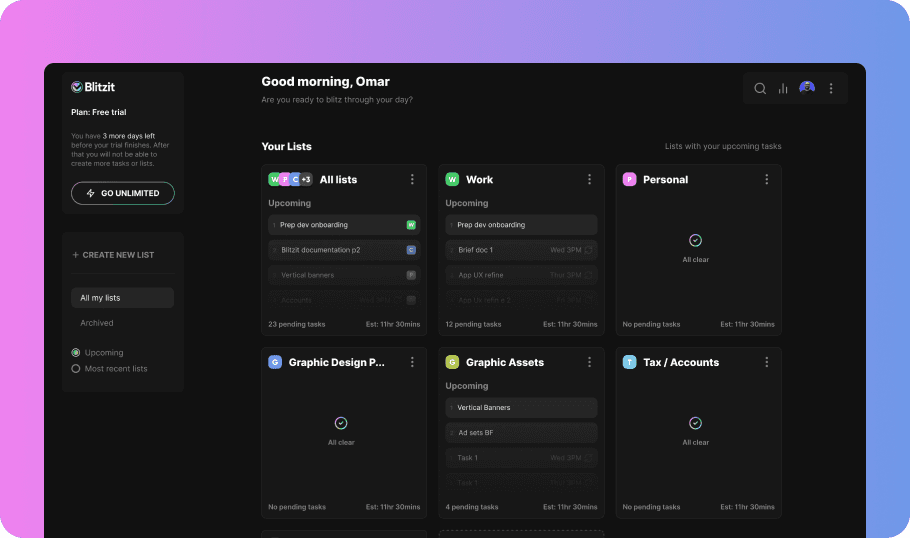 Blitzit
Plan: Free trial
You have 3 more days left
before your trial finishes. After
that you will not be able to
create more tasks or lists.
GO UNLIMITED
+ CREATE NEW LIST
All my lists
Archived
Upcoming
Most recent lists
Good morning, Omar
Are you ready to blitz through your day?
Your Lists
Lists with your upcoming tasks
W P C +3 All lists
Upcoming
1 Prep dev onboarding W
Blitzit documentation p2 C
Vertical banners P
Accounts
23 pending tasks Est: 11hr 30mins
W Work
Upcoming
Prep dev onboarding
Brief doc 1 Wed 3PM
App UX refine Thur 3PM
App UX refine 2
12 pending tasks Est: 11hr 30mins
P Personal
All clear
No pending tasks Est: 11hr 30mins
G Graphic Design P...
All clear
No pending tasks Est: 11hr 30mins
G Graphic Assets
Upcoming
1 Vertical Banners
2 Ad sets BF
Task 1 Wed 3PM
Task 1
4 pending tasks Est: 11hr 30mins
T Tax / Accounts
All clear
No pending tasks Est: 11hr 30mins